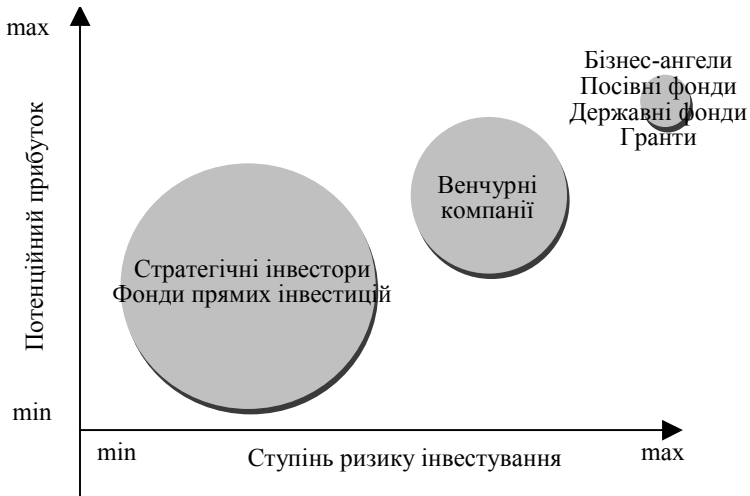 max
Бізнес-ангели
Посівні фонди
Державні фонди
Гранти
Венчурні
компанії
Потенційний прибуток
Стратегічні інвестори
Фонди прямих інвестицій
min
min
Ступінь ризику інвестування
max